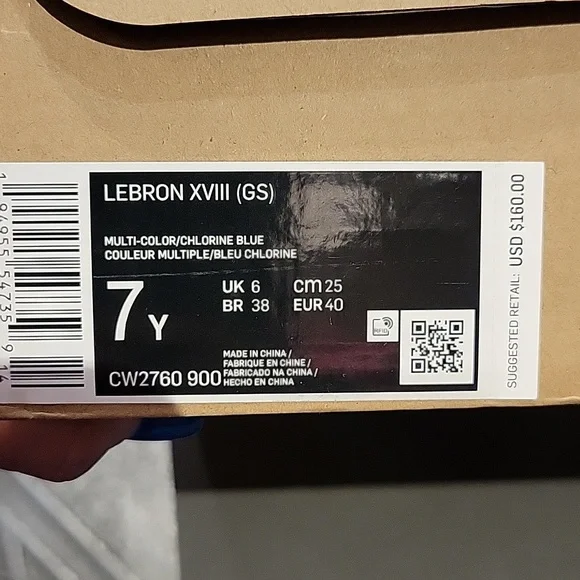 LEBRON XVIII (GS)
MULTI-COLOR/CHLORINE BLUE
COULEUR MULTIPLE/BLEU CHLORINE
7Y
UK 6 cm 25
BR 38 EUR 40
RFID
MADE IN CHINA /
FABRIQUE EN CHINE /
FABRICADO NA CHINA /
HECHO EN CHINA
CW2760 900
SUGGESTED RETAIL: USD $160.00